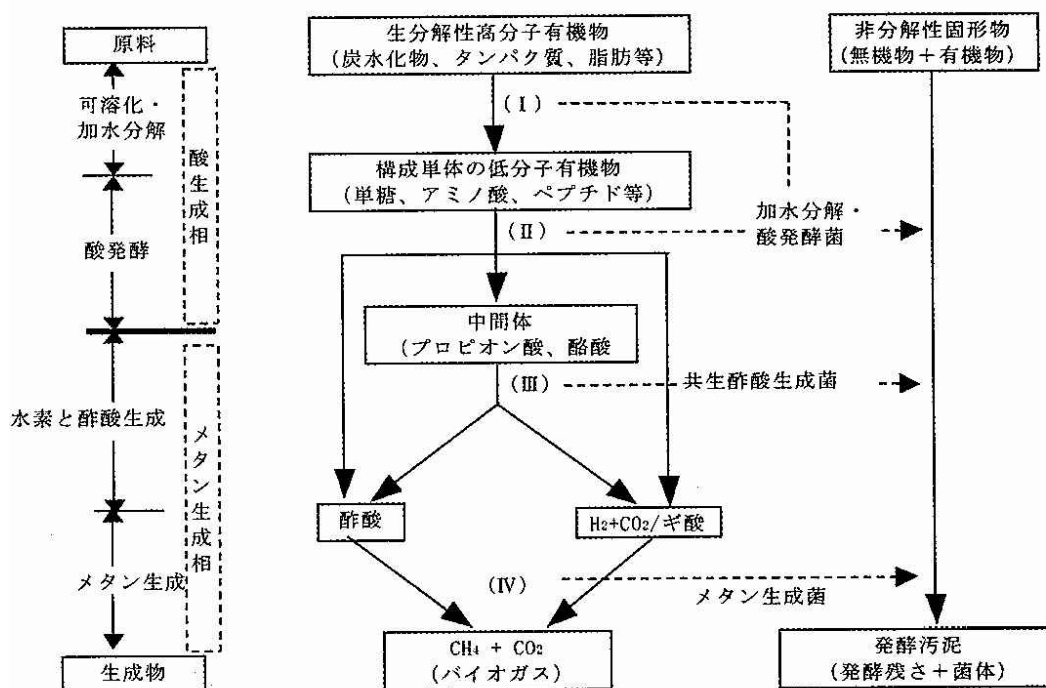 原料
可溶化・
加水分解
酸発酵
水素と酢酸生成
メタン生成
生成物
酸生成相
メタン生成相
生分解性高分子有機物
(炭水化物、タンパク質、脂肪等)
(Ⅰ)
構成単体の低分子有機物
(単糖、アミノ酸、ペプチド等)
(Ⅱ)
加水分解・
酸発酵菌
中間体
(プロピオン酸、酪酸
(Ⅲ)
共生酢酸生成菌
酢酸
H2+CO2/ギ酸
(Ⅳ)
メタン生成菌
CH4 + CO2
(バイオガス)
非分解性固形物
(無機物+有機物)
発酵汚泥
(発酵残さ+菌体)